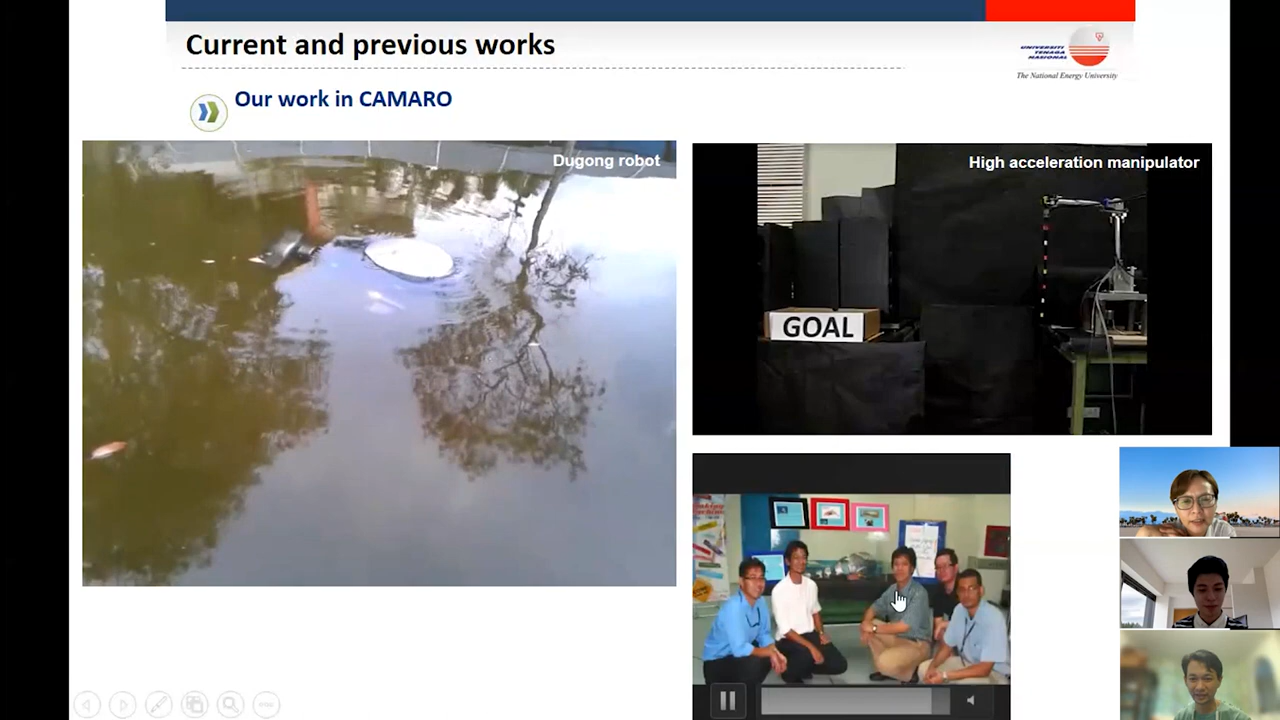 Current and previous works
UNIVERSITI
TENAGA
NASIONAL
The National Energy University
Our work in CAMARO
Dugong robot
High acceleration manipulator
GOAL